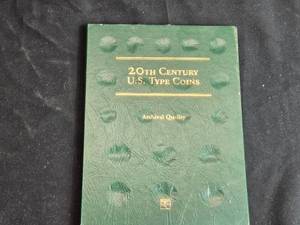 20TH CENTURY
U.S. TYPE COINS
Archival Quality